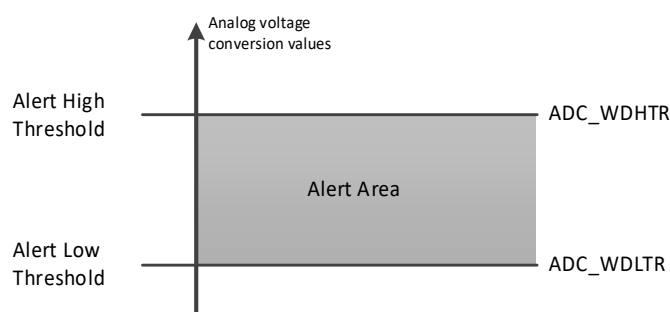 Analog voltage
conversion values
Alert High
Threshold
ADC_WDHTR
Alert Area
Alert Low
Threshold
ADC_WDLTR